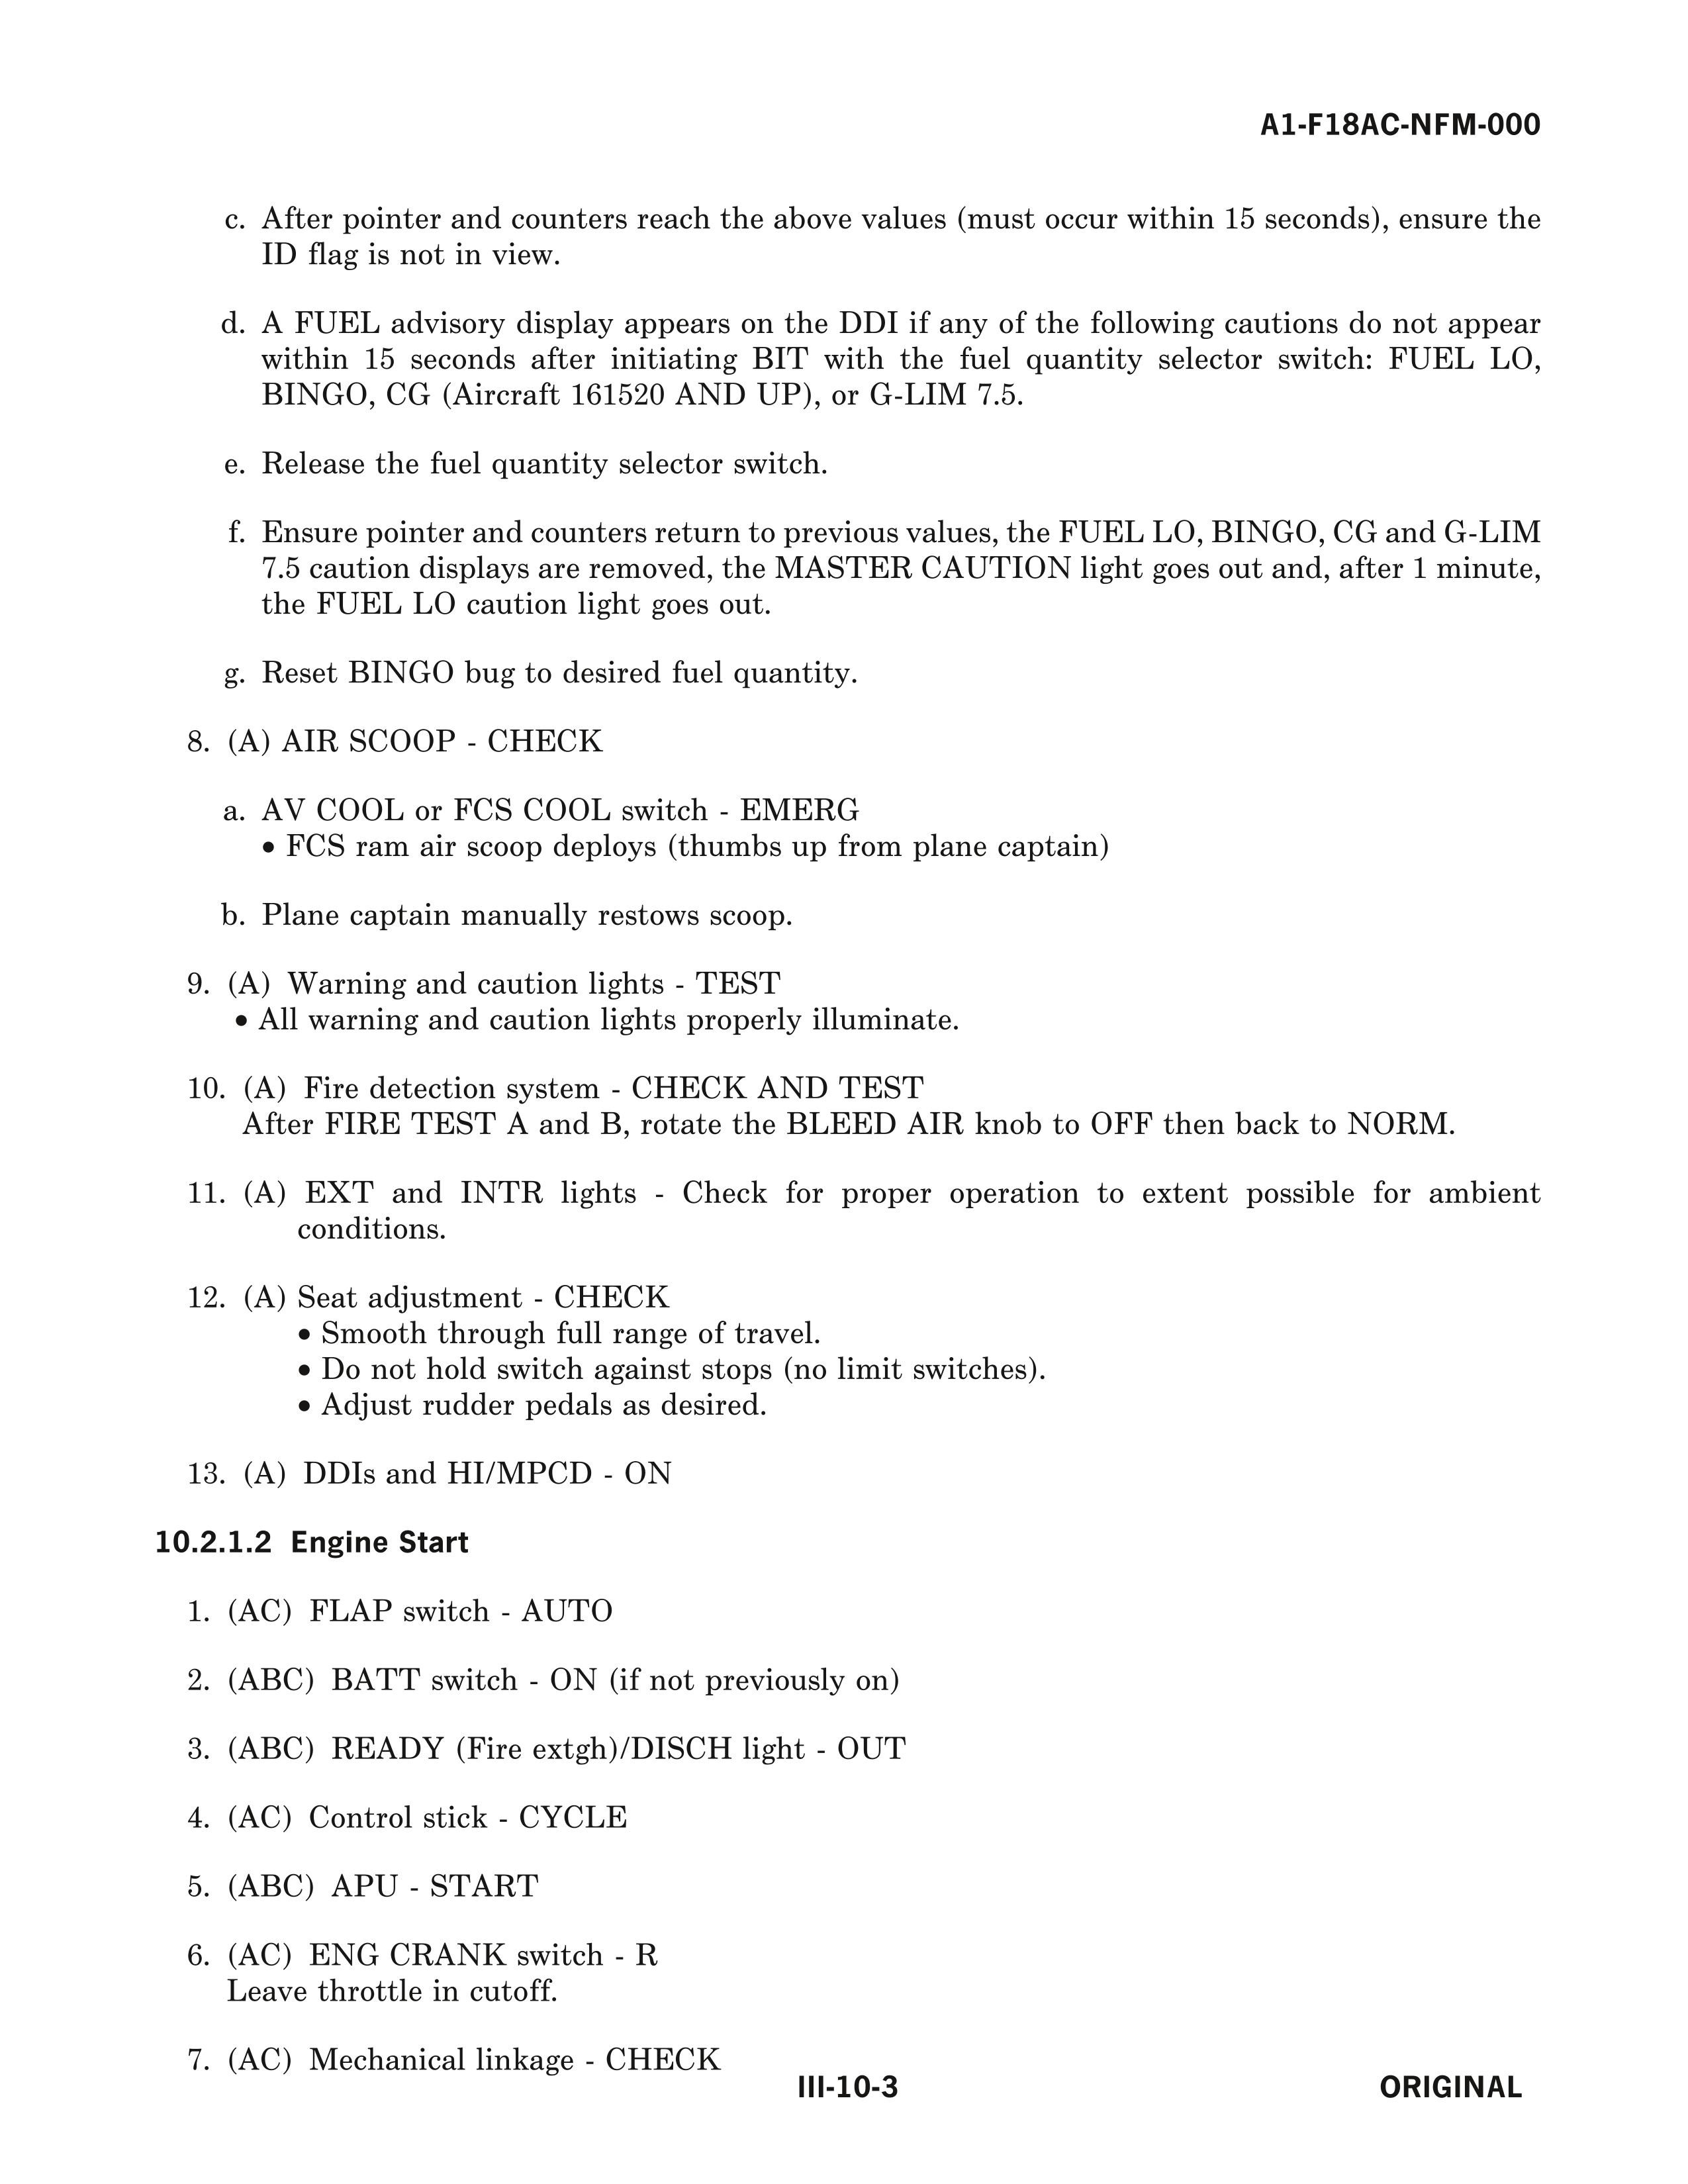 A1-F18AC-NFM-000
c. After pointer and counters reach the above values (must occur within 15 seconds), ensure the
ID flag is not in view.
d. A FUEL advisory display appears on the DDI if any of the following cautions do not appear
within 15 seconds after initiating BIT with the fuel quantity selector switch: FUEL LO,
BINGO, CG (Aircraft 161520 AND UP), or G-LIM 7.5.
e. Release the fuel quantity selector switch.
f. Ensure pointer and counters return to previous values, the FUEL LO, BINGO, CG and G-LIM
7.5 caution displays are removed, the MASTER CAUTION light goes out and, after 1 minute,
the FUEL LO caution light goes out.
g. Reset BINGO bug to desired fuel quantity.
8. (A) AIR SCOOP - CHECK
a. AV COOL or FCS COOL switch - EMERG
• FCS ram air scoop deploys (thumbs up from plane captain)
b. Plane captain manually restows scoop.
9. (A) Warning and caution lights - TEST
• All warning and caution lights properly illuminate.
10. (A) Fire detection system - CHECK AND TEST
After FIRE TEST A and B, rotate the BLEED AIR knob to OFF then back to NORM.
11. (A) EXT and INTR lights - Check for proper operation to extent possible for ambient
conditions.
12. (A) Seat adjustment - CHECK
• Smooth through full range of travel.
• Do not hold switch against stops (no limit switches).
• Adjust rudder pedals as desired.
13. (A) DDIs and HI/MPCD - ON
10.2.1.2 Engine Start
1. (AC) FLAP switch - AUTO
2. (ABC) BATT switch - ON (if not previously on)
3. (ABC) READY (Fire extgh)/DISCH light - OUT
4. (AC) Control stick - CYCLE
5. (ABC) APU - START
6. (AC) ENG CRANK switch - R
Leave throttle in cutoff.
7. (AC) Mechanical linkage - CHECK
III-10-3
ORIGINAL